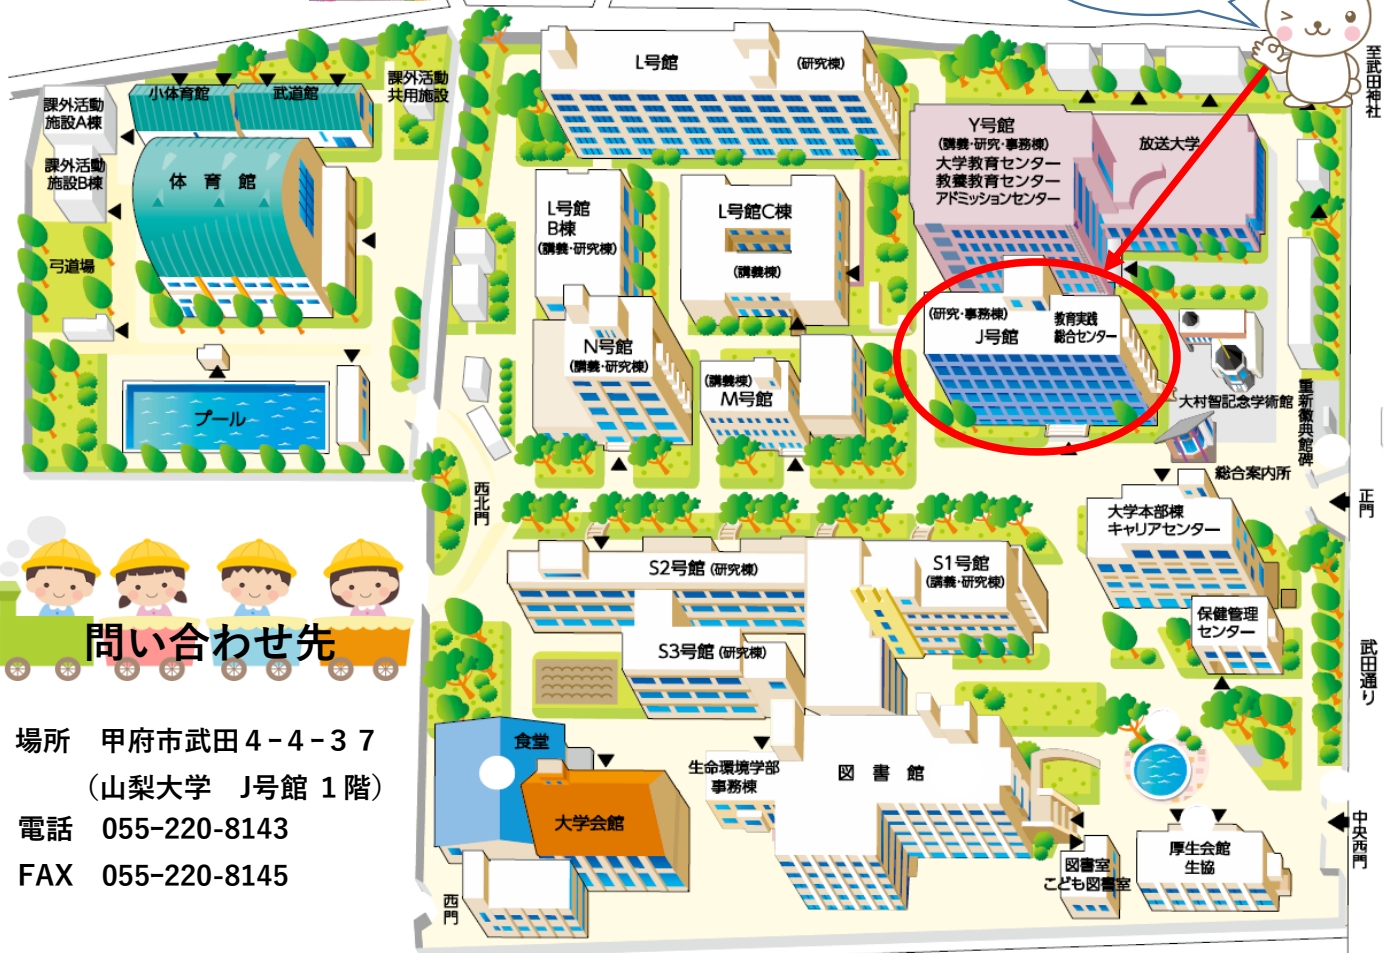 至武田神社
L号館
(研究棟)
課外活動
共用施設
小体育館
武道館
課外活動
施設A棟
課外活動
施設B棟
体育館
弓道場
プール
Y号館
(講義・研究・事務棟)
大学教育センター
教養教育センター
アドミッションセンター
放送大学
L号館
B棟
(講義・研究棟)
L号館C棟
(講義棟)
N号館
(講義・研究棟)
(講義棟)
M号館
(研究・事務棟)
J号館
教育実践
総合センター
大村智記念学術館
重新徽典館碑
総合案内所
正門
西北門
大学本部棟
キャリアセンター
S2号館(研究棟)
S1号館
(講義・研究棟)
保健管理
センター
S3号館(研究棟)
武田通り
問い合わせ先
場所 甲府市武田4-4-37
(山梨大学 J号館 1階)
電話 055-220-8143
FAX 055-220-8145
食堂
大学会館
生命環境学部
事務棟
図書館
図書室
こども図書室
厚生会館
生協
中央西門
西門